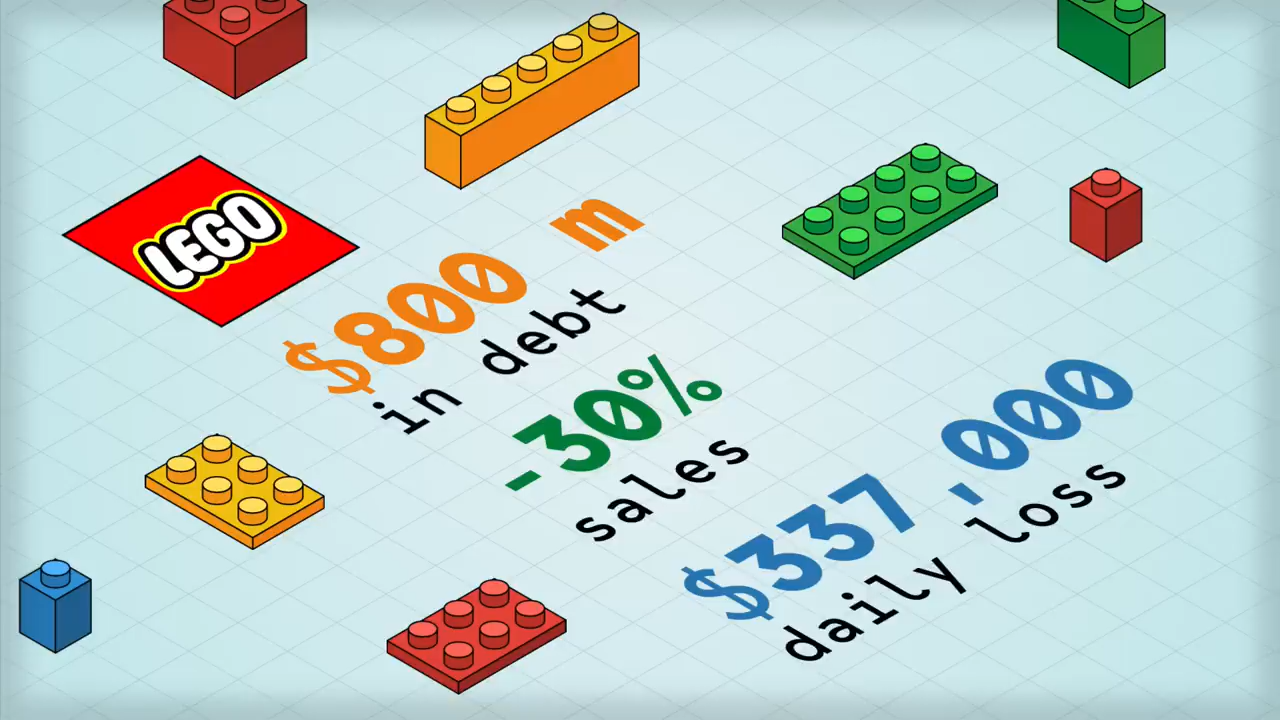 LEGO
$800 m
in debt
-30%
sales
$337,000
daily loss